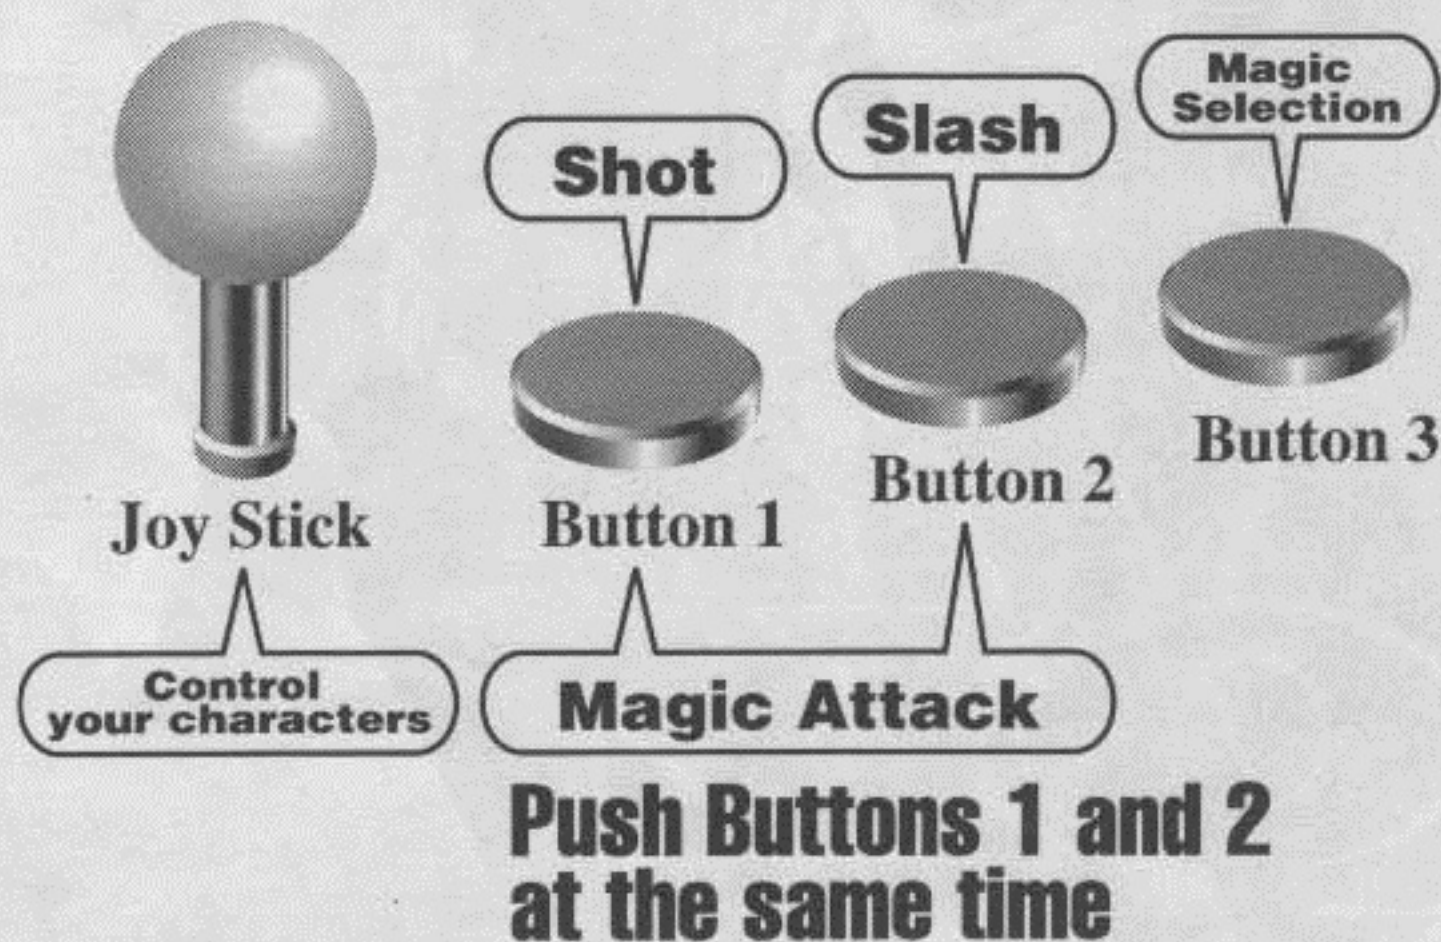 Shot
Slash
Magic
Selection
Joy Stick
Button 1
Button 2
Button 3
Control
your characters
Magic Attack
Push Buttons 1 and 2
at the same time